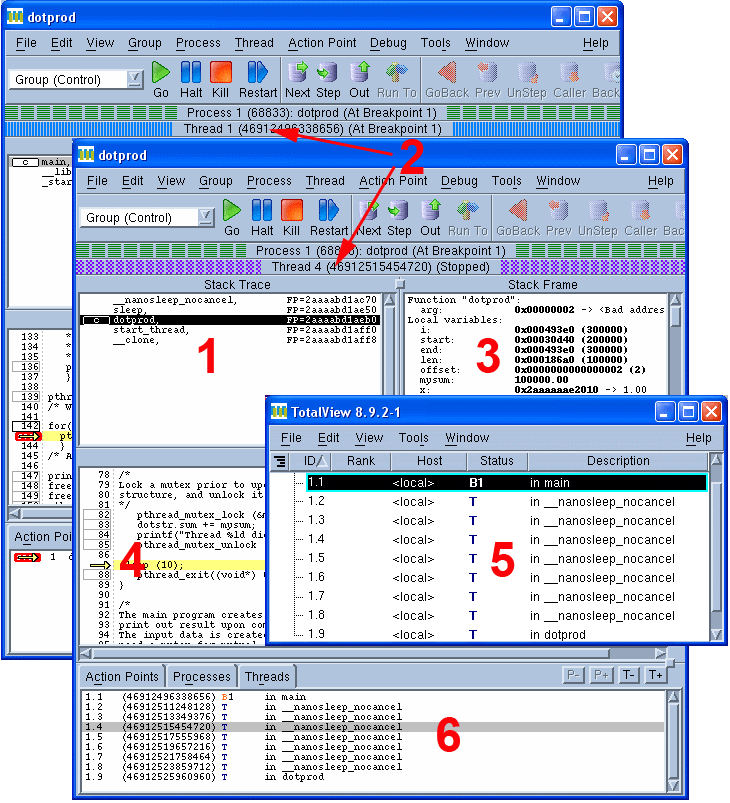 dotprod
File Edit View Group Process Thread Action Point Debug Tools Window Help
Group (Control)
Go Halt Kill Restart Next Step Out Run To GoBack Prev UnStep Caller Back
Process 1 (68833): dotprod (At Breakpoint 1)
Thread 1 (46912496338656) (At Breakpoint 1)
2
C main,
__lib
_star
133 *
134 *
135 *
136 p
137 }
138
139 pthr
140 /* W
141
142 for(
pt
144 }
145 /* A
146
147 prin
148 free
149 free
Action Poi
1
dotprod
File Edit View Group Process Thread Action Point Debug Tools Window Help
Group (Control)
Go Halt Kill Restart Next Step Out Run To GoBack Prev UnStep Caller Bac
Process 1 (68833): dotprod (At Breakpoint 1)
Thread 4 (46912515454720) (Stopped)
Stack Trace
__nanosleep_nocancel, FP=2aaaabd1ac70
sleep, FP=2aaaabd1ae50
C dotprod, FP=2aaaabd1aeb0
start_thread, FP=2aaaabd1aff0
__clone, FP=2aaaabd1aff8
1
Stack Frame
Function "dotprod":
arg: 0x00000002 -> <Bad addres
Local variables:
i: 0x000493e0 (300000)
start: 0x00030d40 (200000)
end: 0x000493e0 (300000)
len: 0x000186a0 (100000)
offset: 0x0000000000000002 (2)
mysum: 100000.00
x: 0x2aaaaaae2010 -> 1.00
3
78 /*
79 Lock a mutex prior to up
80 structure, and unlock it
81 */
82 pthread_mutex_lock (&m
83 dotstr.sum += mysum;
84 printf("Thread %ld did
85 pthread_mutex_unlock
86
p (10);
88 pthread_exit((void*)
89 }
90
91 /*
92 The main program creates
93 print out result upon co
94 The input data is create
4
TotalView 8.9.2-1
File Edit View Tools Window Help
ID Rank Host Status Description
1.1 <local> B1 in main
1.2 <local> T in __nanosleep_nocancel
1.3 <local> T in __nanosleep_nocancel
1.4 <local> T in __nanosleep_nocancel
1.5 <local> T in __nanosleep_nocancel
1.6 <local> T in __nanosleep_nocancel
1.7 <local> T in __nanosleep_nocancel
1.8 <local> T in __nanosleep_nocancel
1.9 <local> T in dotprod
5
Action Points Processes Threads P- P+ T- T+
1.1 (46912496338656) B1 in main
1.2 (46912511248128) T in __nanosleep_nocancel
1.3 (46912513349376) T in __nanosleep_nocancel
1.4 (46912515454720) T in __nanosleep_nocancel
1.5 (46912517555968) T in __nanosleep_nocancel
1.6 (46912519657216) T in __nanosleep_nocancel
1.7 (46912521758464) T in __nanosleep_nocancel
1.8 (46912523859712) T in __nanosleep_nocancel
1.9 (46912525960960) T in dotprod
6